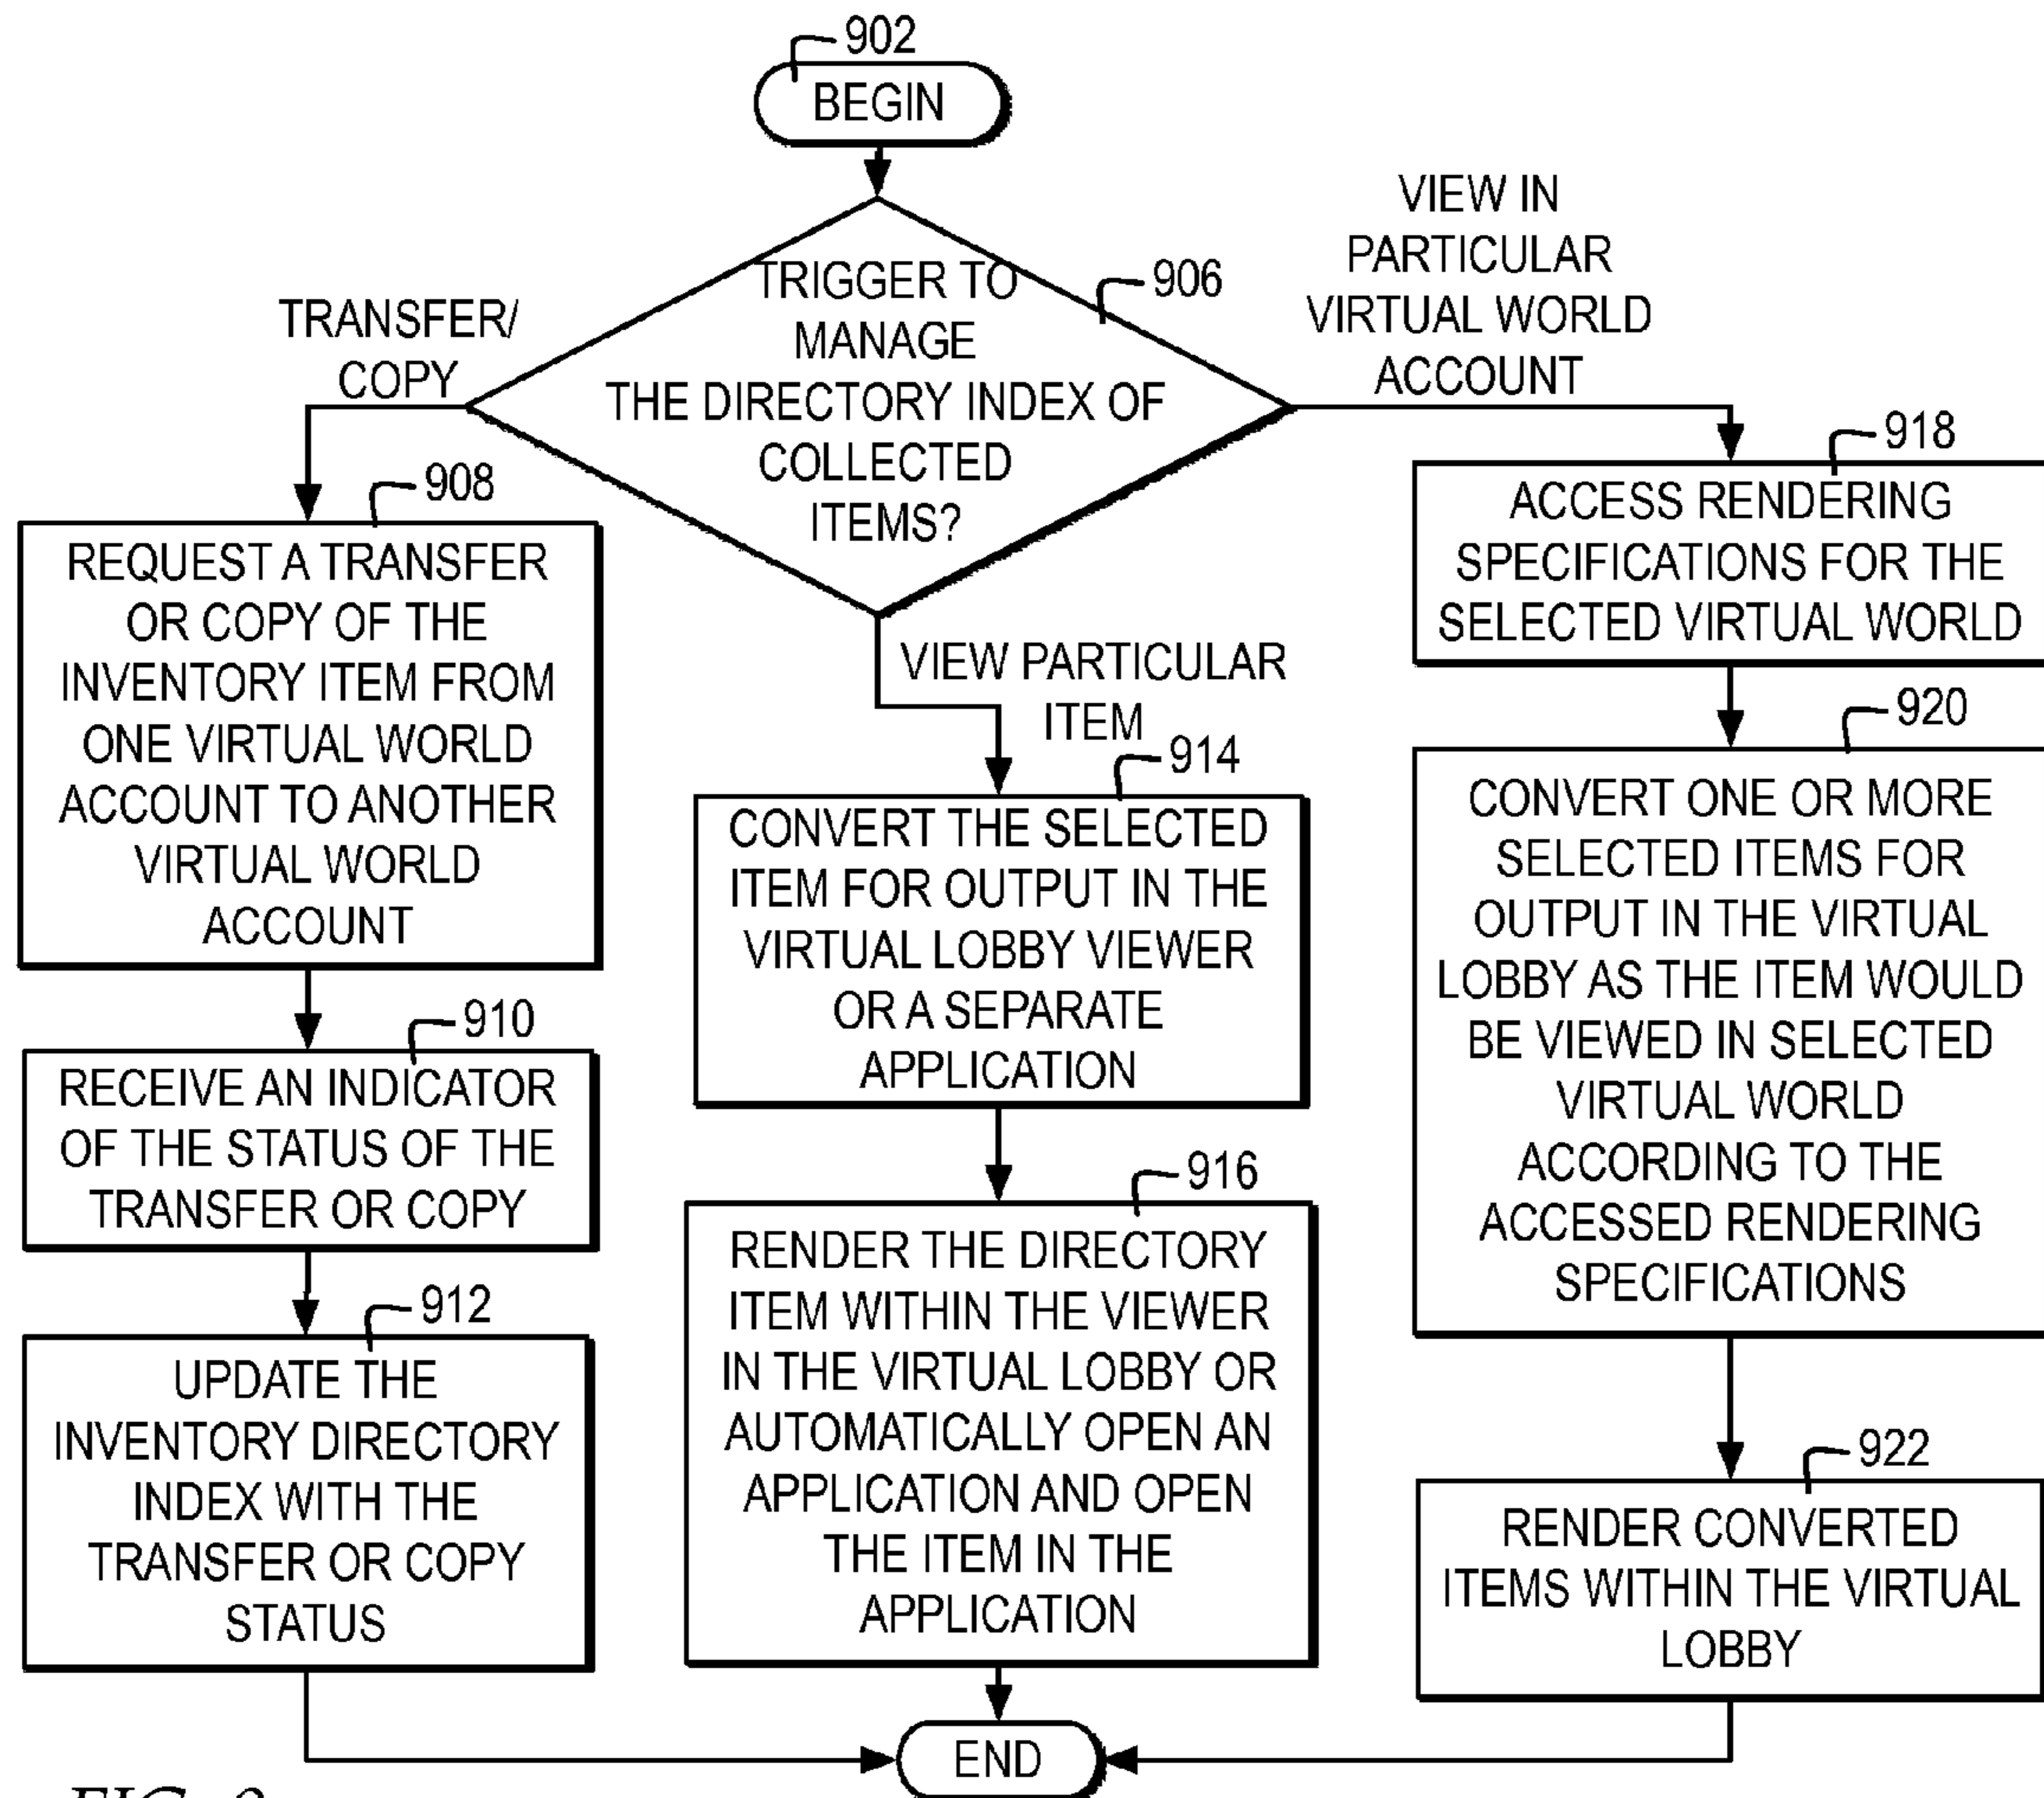 902
BEGIN
TRIGGER TO
MANAGE
THE DIRECTORY INDEX OF
COLLECTED
ITEMS?
906
TRANSFER/
COPY
VIEW IN
PARTICULAR
VIRTUAL WORLD
ACCOUNT
VIEW PARTICULAR
ITEM
908
REQUEST A TRANSFER
OR COPY OF THE
INVENTORY ITEM FROM
ONE VIRTUAL WORLD
ACCOUNT TO ANOTHER
VIRTUAL WORLD
ACCOUNT
910
RECEIVE AN INDICATOR
OF THE STATUS OF THE
TRANSFER OR COPY
912
UPDATE THE
INVENTORY DIRECTORY
INDEX WITH THE
TRANSFER OR COPY
STATUS
914
CONVERT THE SELECTED
ITEM FOR OUTPUT IN THE
VIRTUAL LOBBY VIEWER
OR A SEPARATE
APPLICATION
916
RENDER THE DIRECTORY
ITEM WITHIN THE VIEWER
IN THE VIRTUAL LOBBY OR
AUTOMATICALLY OPEN AN
APPLICATION AND OPEN
THE ITEM IN THE
APPLICATION
918
ACCESS RENDERING
SPECIFICATIONS FOR THE
SELECTED VIRTUAL WORLD
920
CONVERT ONE OR MORE
SELECTED ITEMS FOR
OUTPUT IN THE VIRTUAL
LOBBY AS THE ITEM WOULD
BE VIEWED IN SELECTED
VIRTUAL WORLD
ACCORDING TO THE
ACCESSED RENDERING
SPECIFICATIONS
922
RENDER CONVERTED
ITEMS WITHIN THE VIRTUAL
LOBBY
END
FIG.